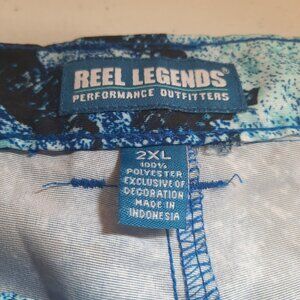 REEL LEGENDS®
PERFORMANCE OUTFITTERS
2XL
100%
POLYESTER
EXCLUSIVE OF
DECORATION
MADE IN
INDONESIA